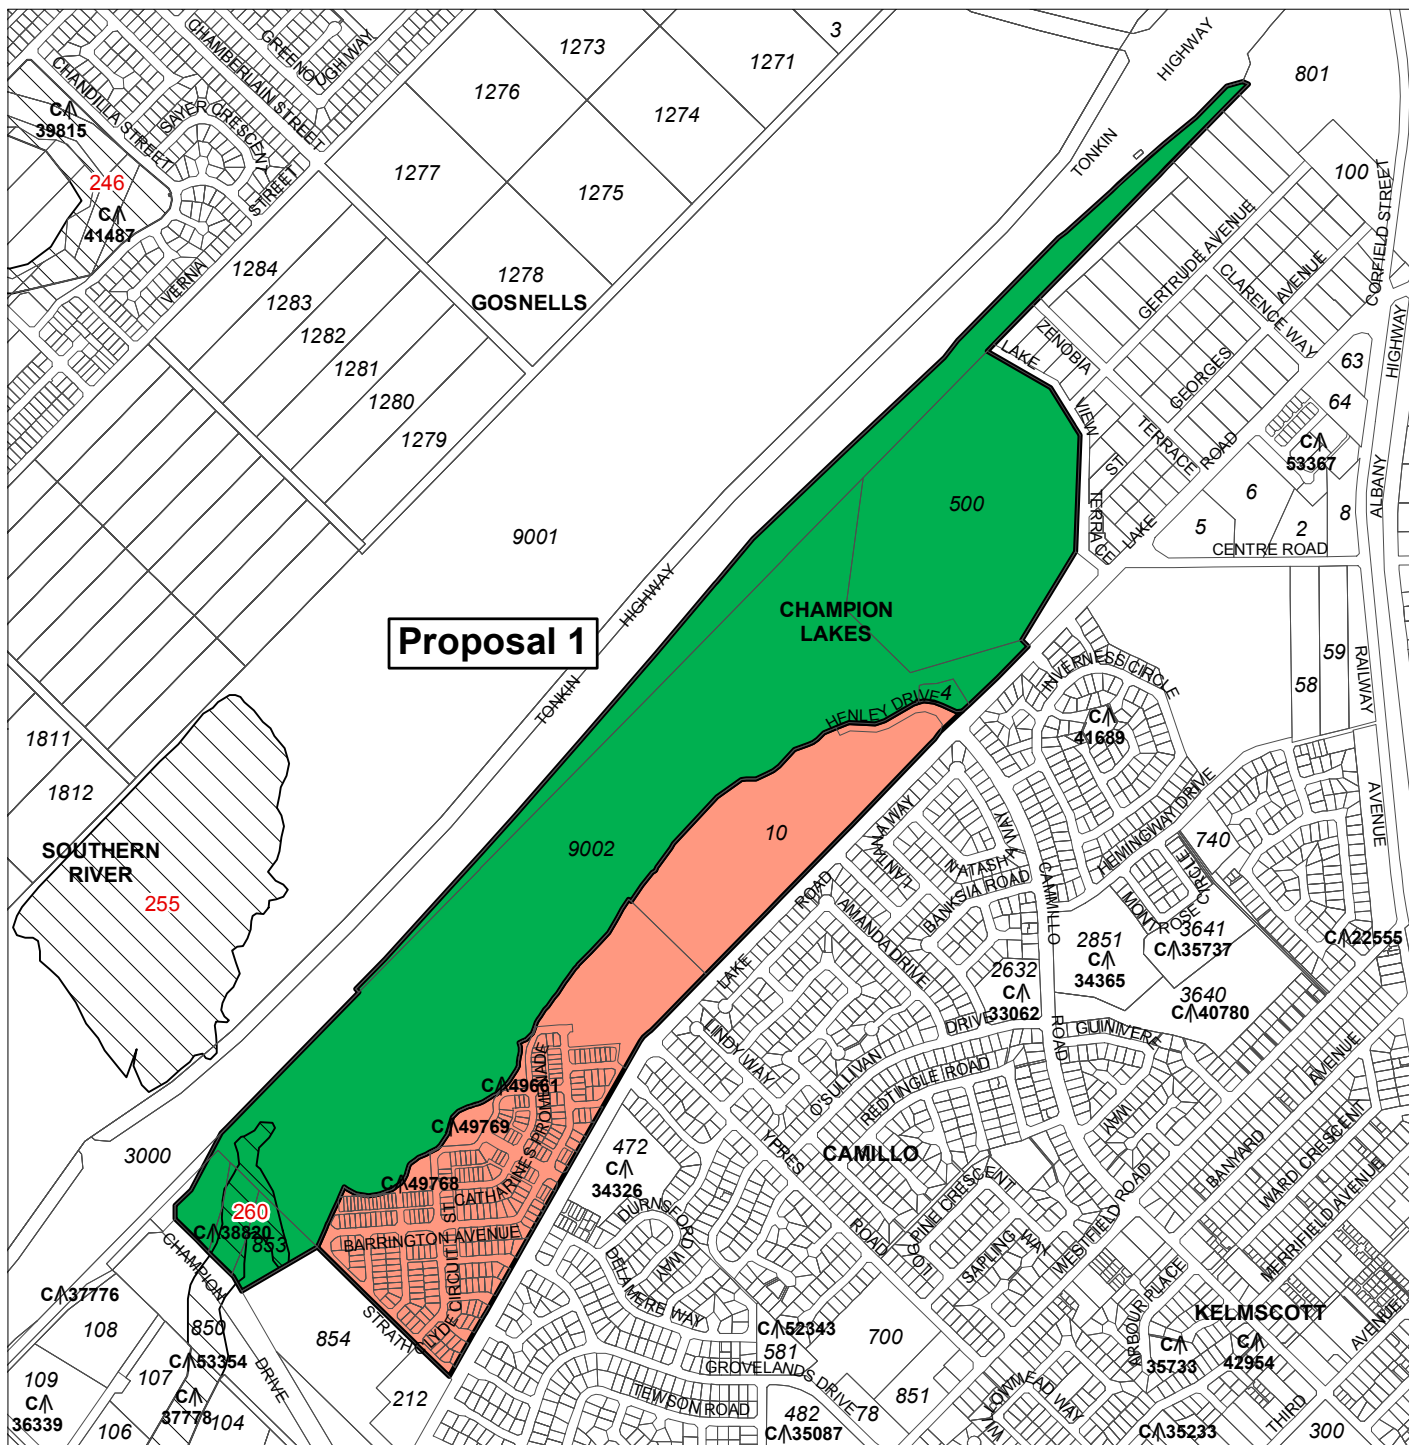 GREENOUGH WAY
CHAMBERLAIN STREET
CHANDILLA STREET
SAYER CRESCENT
VERNA STREET
C/\
39815
246
C/\
41487
1273
1271
3
1276
1274
1277
1275
1278
GOSNELLS
1284
1283
1282
1281
1280
1279
HIGHWAY
TONKIN
801
100
CORFIELD STREET
GERTRUDE AVENUE
CLARENCE WAY
GEORGES AVENUE
ZENOBIA
TERRACE
LAKE VIEW TERRACE
ST
LAKE ROAD
63
64
C/\
53367
6
5
2
8
CENTRE ROAD
ALBANY HIGHWAY
9001
500
CHAMPION
LAKES
Proposal 1
TONKIN HIGHWAY
HENLEY DRIVE
4
INVERNESS CIRCLE
C/\
41689
58
59
RAILWAY AVENUE
1811
1812
SOUTHERN
RIVER
255
9002
10
LANTANA WAY
NATASHA WAY
BANKSIA ROAD
CAMMILLO ROAD
HEMINGWAY DRIVE
MONTROSE CIRCLE
740
AMANDA DRIVE
LAKE ROAD
2632
C/\
33062
2851
C/\
34365
3641
C/\35737
3640
C/\40780
C/\22555
LINDY WAY
O'SULLIVAN DRIVE
REDTINGLE ROAD
GUINIVERE WAY
YPRES ROAD
CAMILLO
C/\49661
C/\49769
C/\49768
CATHARINES PROMENADE
BARRINGTON AVENUE
CIRCUIT ST
STRATHCLYDE
3000
260
C/\38820
853
CHAMPION DRIVE
472
C/\
34326
DURNSFORD WAY
DELAMERE WAY
PINE CRESCENT
LOCI
SAPLING WAY
WESTFIELD ROAD
BANYARD AVENUE
WARD CRESCENT
MERRIFIELD AVENUE
ARBOUR PLACE
KELMSCOTT
C/\
35733
C/\
42954
AVENUE
THIRD
C/\37776
108
850
854
C/\53354
107
C/\
37778
109
C/\
36339
106
104
212
C/\52343
581
700
GROVELANDS DRIVE
TEWSON ROAD
851
482
78
C/\35087
LOWMEAD WAY
C/\35233
300